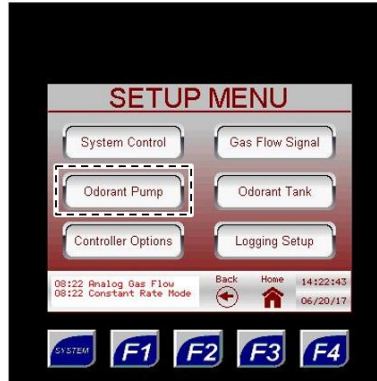 SETUP MENU
System Control
Gas Flow Signal
Odorant Pump
Odorant Tank
Controller Options
Logging Setup
08:22 Analog Gas Flow
08:22 Constant Rate Mode
Back
Home
14:22:43
06/20/17
SYSTEM
F1
F2
F3
F4